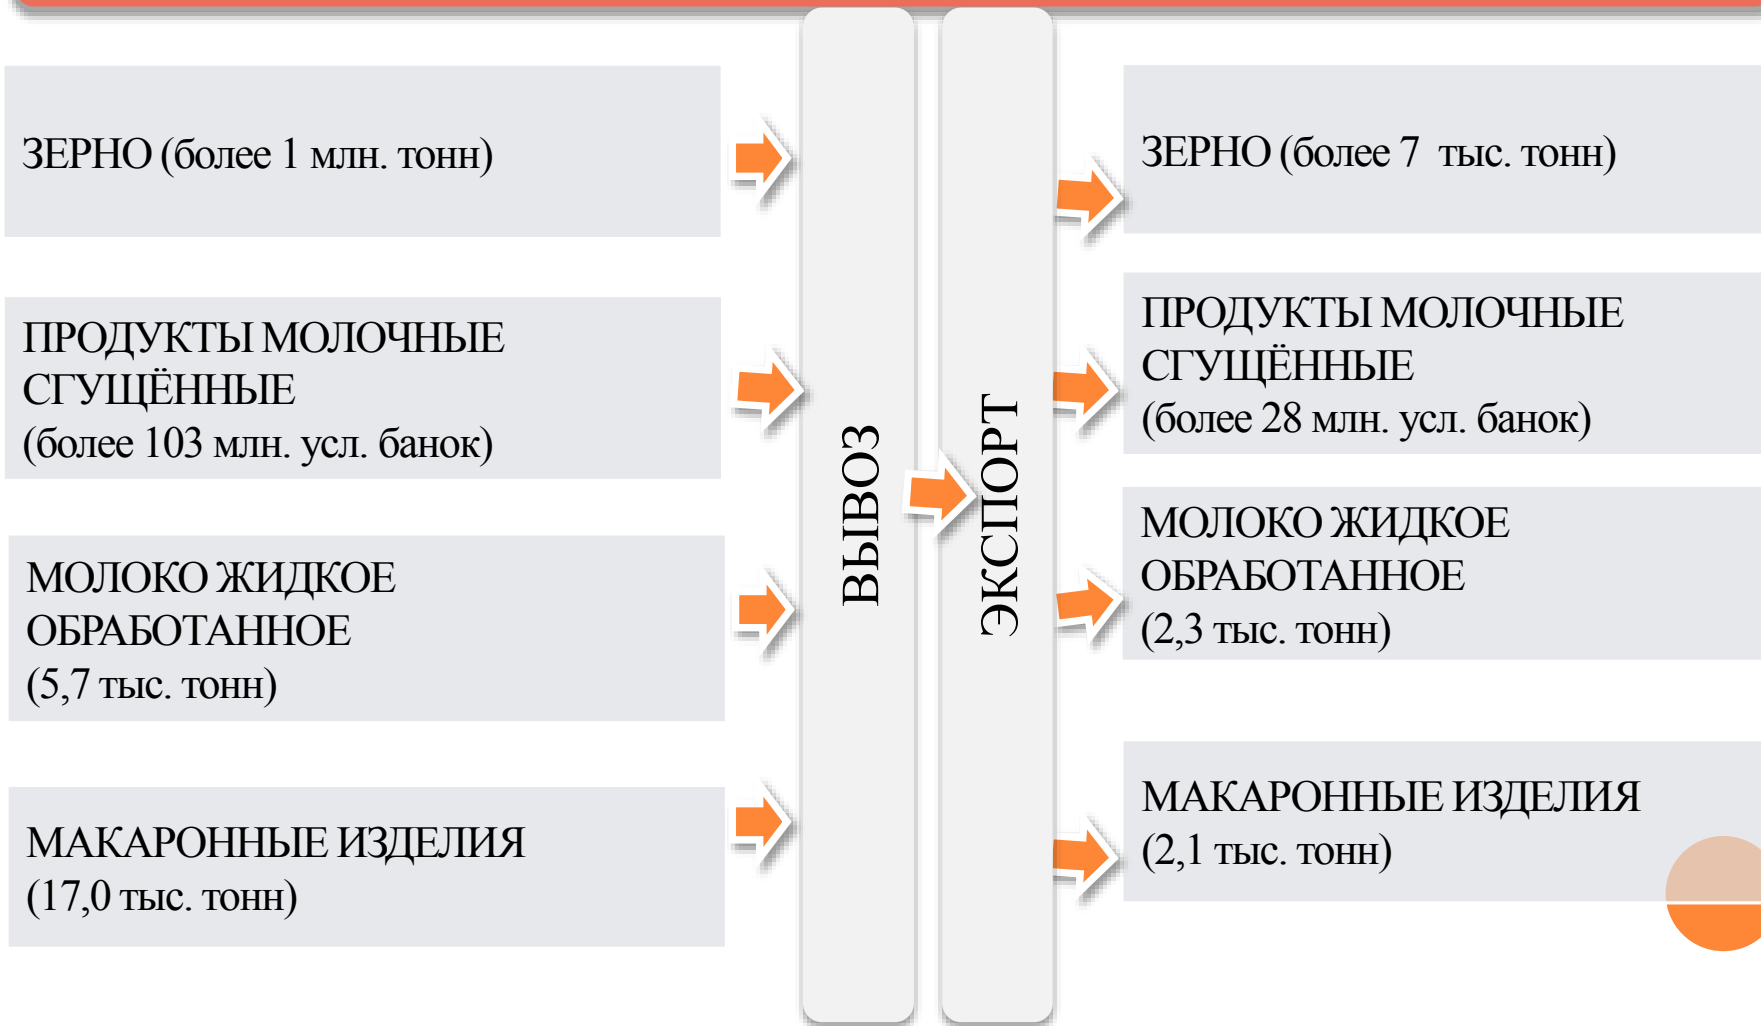 ЗЕРНО (более 1 млн. тонн)
ПРОДУКТЫ МОЛОЧНЫЕ
СГУЩЁННЫЕ
(более 103 млн. усл. банок)
МОЛОКО ЖИДКОЕ
ОБРАБОТАННОЕ
(5,7 тыс. тонн)
МАКАРОННЫЕ ИЗДЕЛИЯ
(17,0 тыс. тонн)
ВЫВОЗ
ЭКСПОРТ
ЗЕРНО (более 7 тыс. тонн)
ПРОДУКТЫ МОЛОЧНЫЕ
СГУЩЁННЫЕ
(более 28 млн. усл. банок)
МОЛОКО ЖИДКОЕ
ОБРАБОТАННОЕ
(2,3 тыс. тонн)
МАКАРОННЫЕ ИЗДЕЛИЯ
(2,1 тыс. тонн)